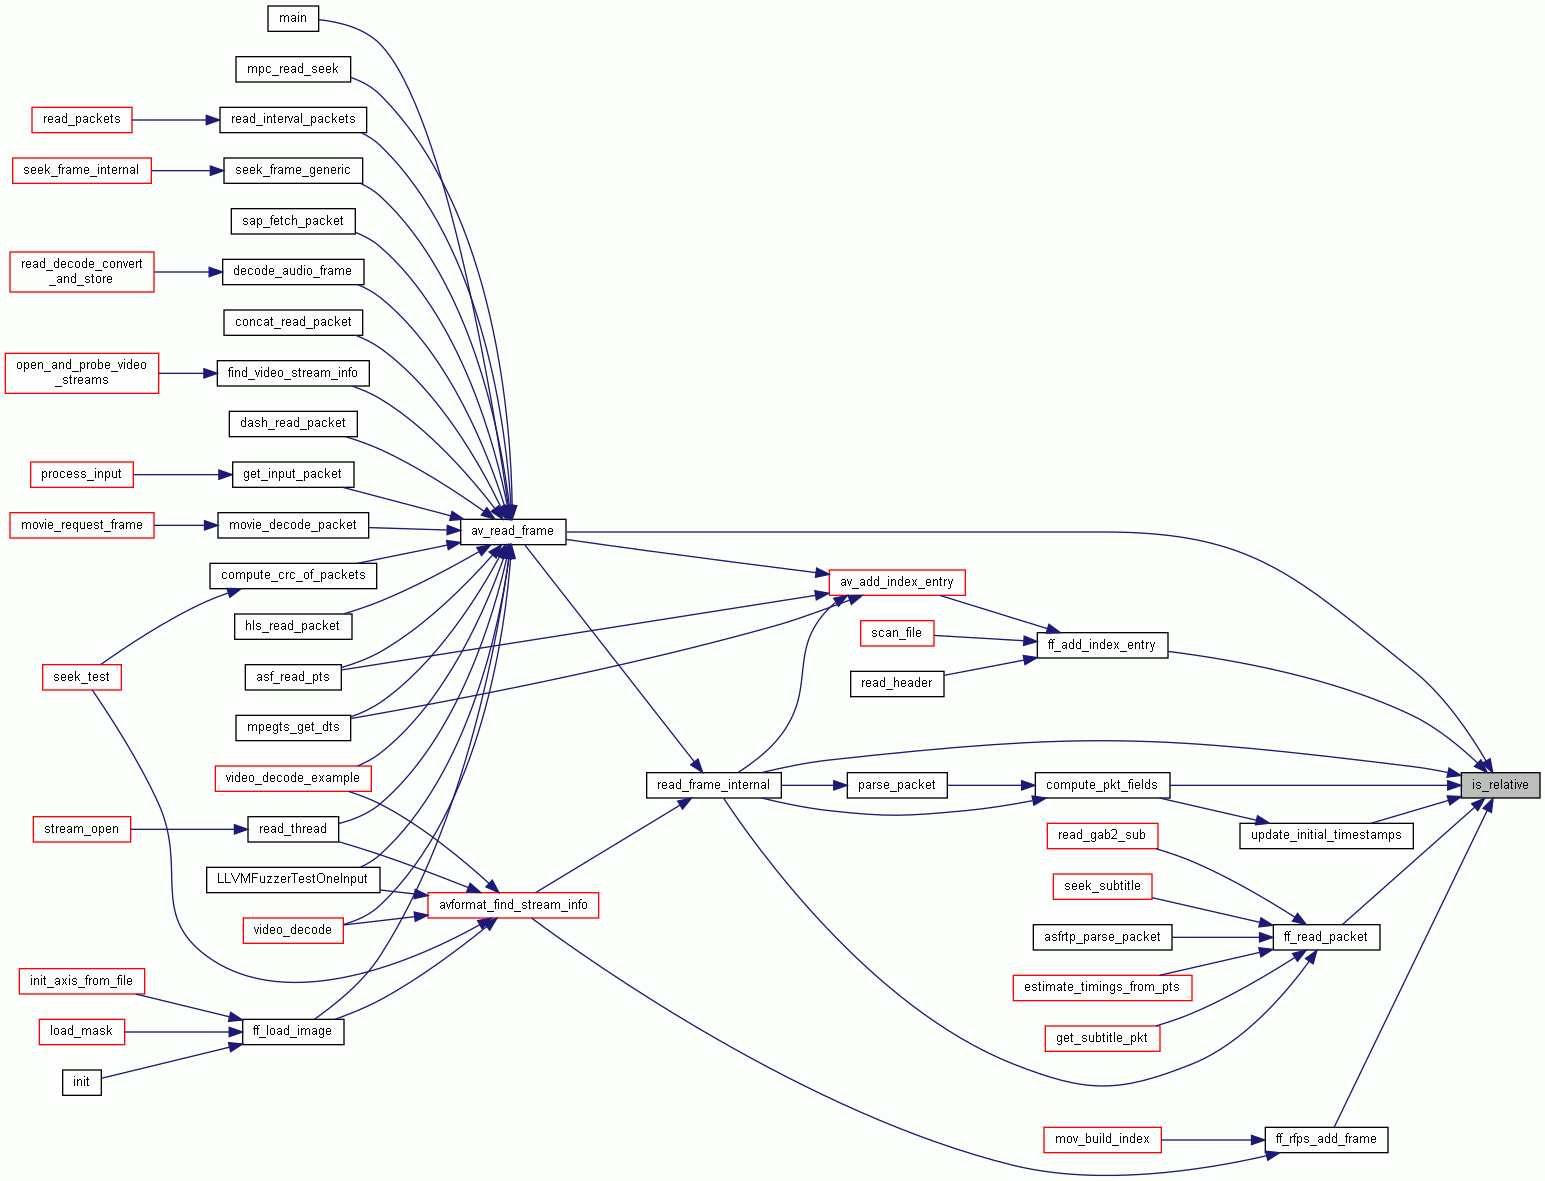 main
mpc_read_seek
read_packets
read_interval_packets
seek_frame_internal
seek_frame_generic
sap_fetch_packet
read_decode_convert
_and_store
decode_audio_frame
concat_read_packet
open_and_probe_video
_streams
find_video_stream_info
dash_read_packet
process_input
get_input_packet
movie_request_frame
movie_decode_packet
av_read_frame
compute_crc_of_packets
av_add_index_entry
hls_read_packet
scan_file
ff_add_index_entry
seek_test
asf_read_pts
read_header
mpegts_get_dts
video_decode_example
read_frame_internal
parse_packet
compute_pkt_fields
is_relative
stream_open
read_thread
read_gab2_sub
update_initial_timestamps
LLVMFuzzerTestOneInput
seek_subtitle
avformat_find_stream_info
video_decode
asfrtp_parse_packet
ff_read_packet
init_axis_from_file
estimate_timings_from_pts
load_mask
ff_load_image
get_subtitle_pkt
init
mov_build_index
ff_rfps_add_frame